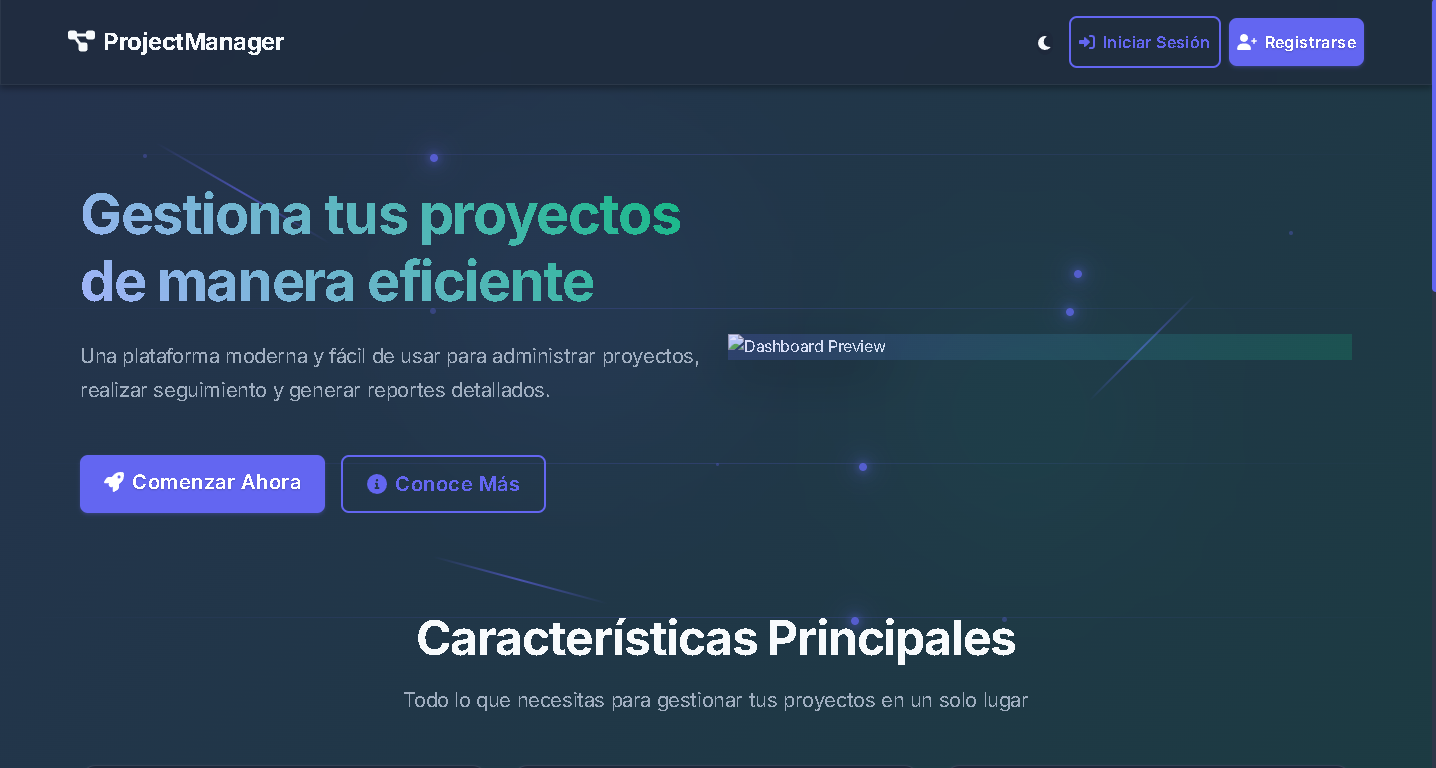 ProjectManager
Iniciar Sesión
Registrarse
Gestiona tus proyectos
de manera eficiente
Una plataforma moderna y fácil de usar para administrar proyectos,
realizar seguimiento y generar reportes detallados.
Dashboard Preview
Comenzar Ahora
Conoce Más
Características Principales
Todo lo que necesitas para gestionar tus proyectos en un solo lugar